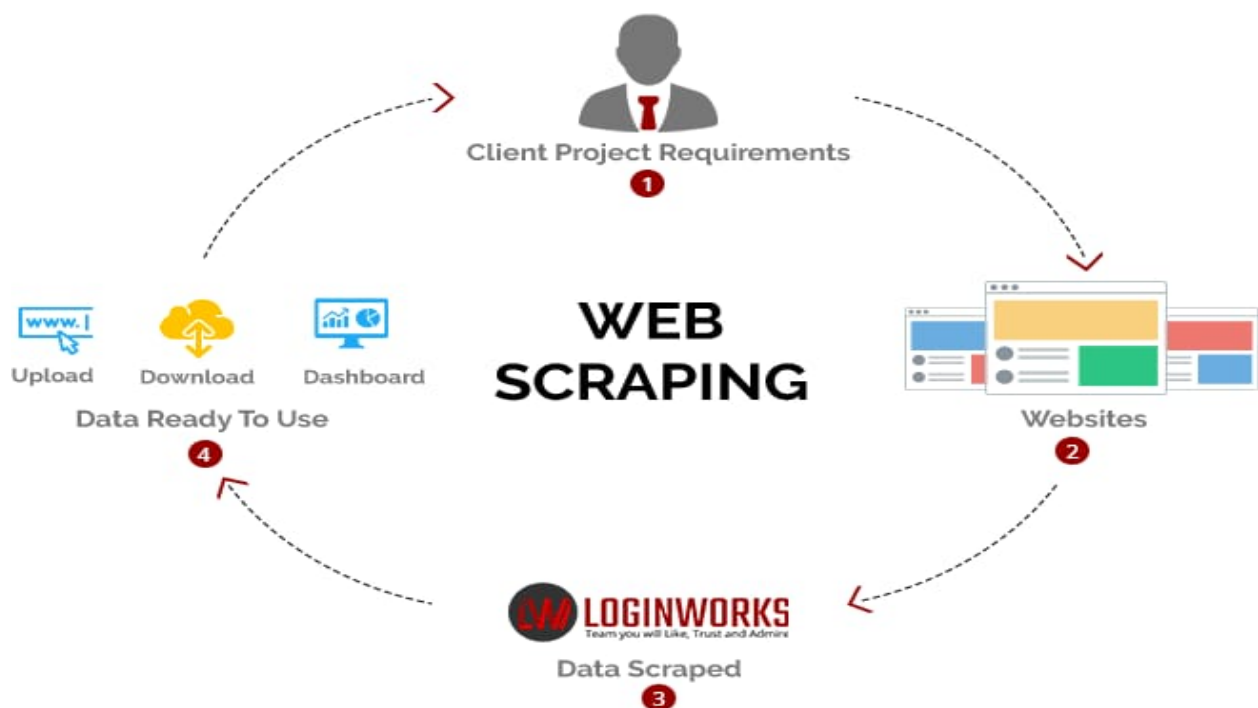 Client Project Requirements
1
WEB
SCRAPING
www.
Upload
Download
Dashboard
Data Ready To Use
4
Websites
2
LW LOGINWORKS
Team you will Like, Trust and Admire
Data Scraped
3